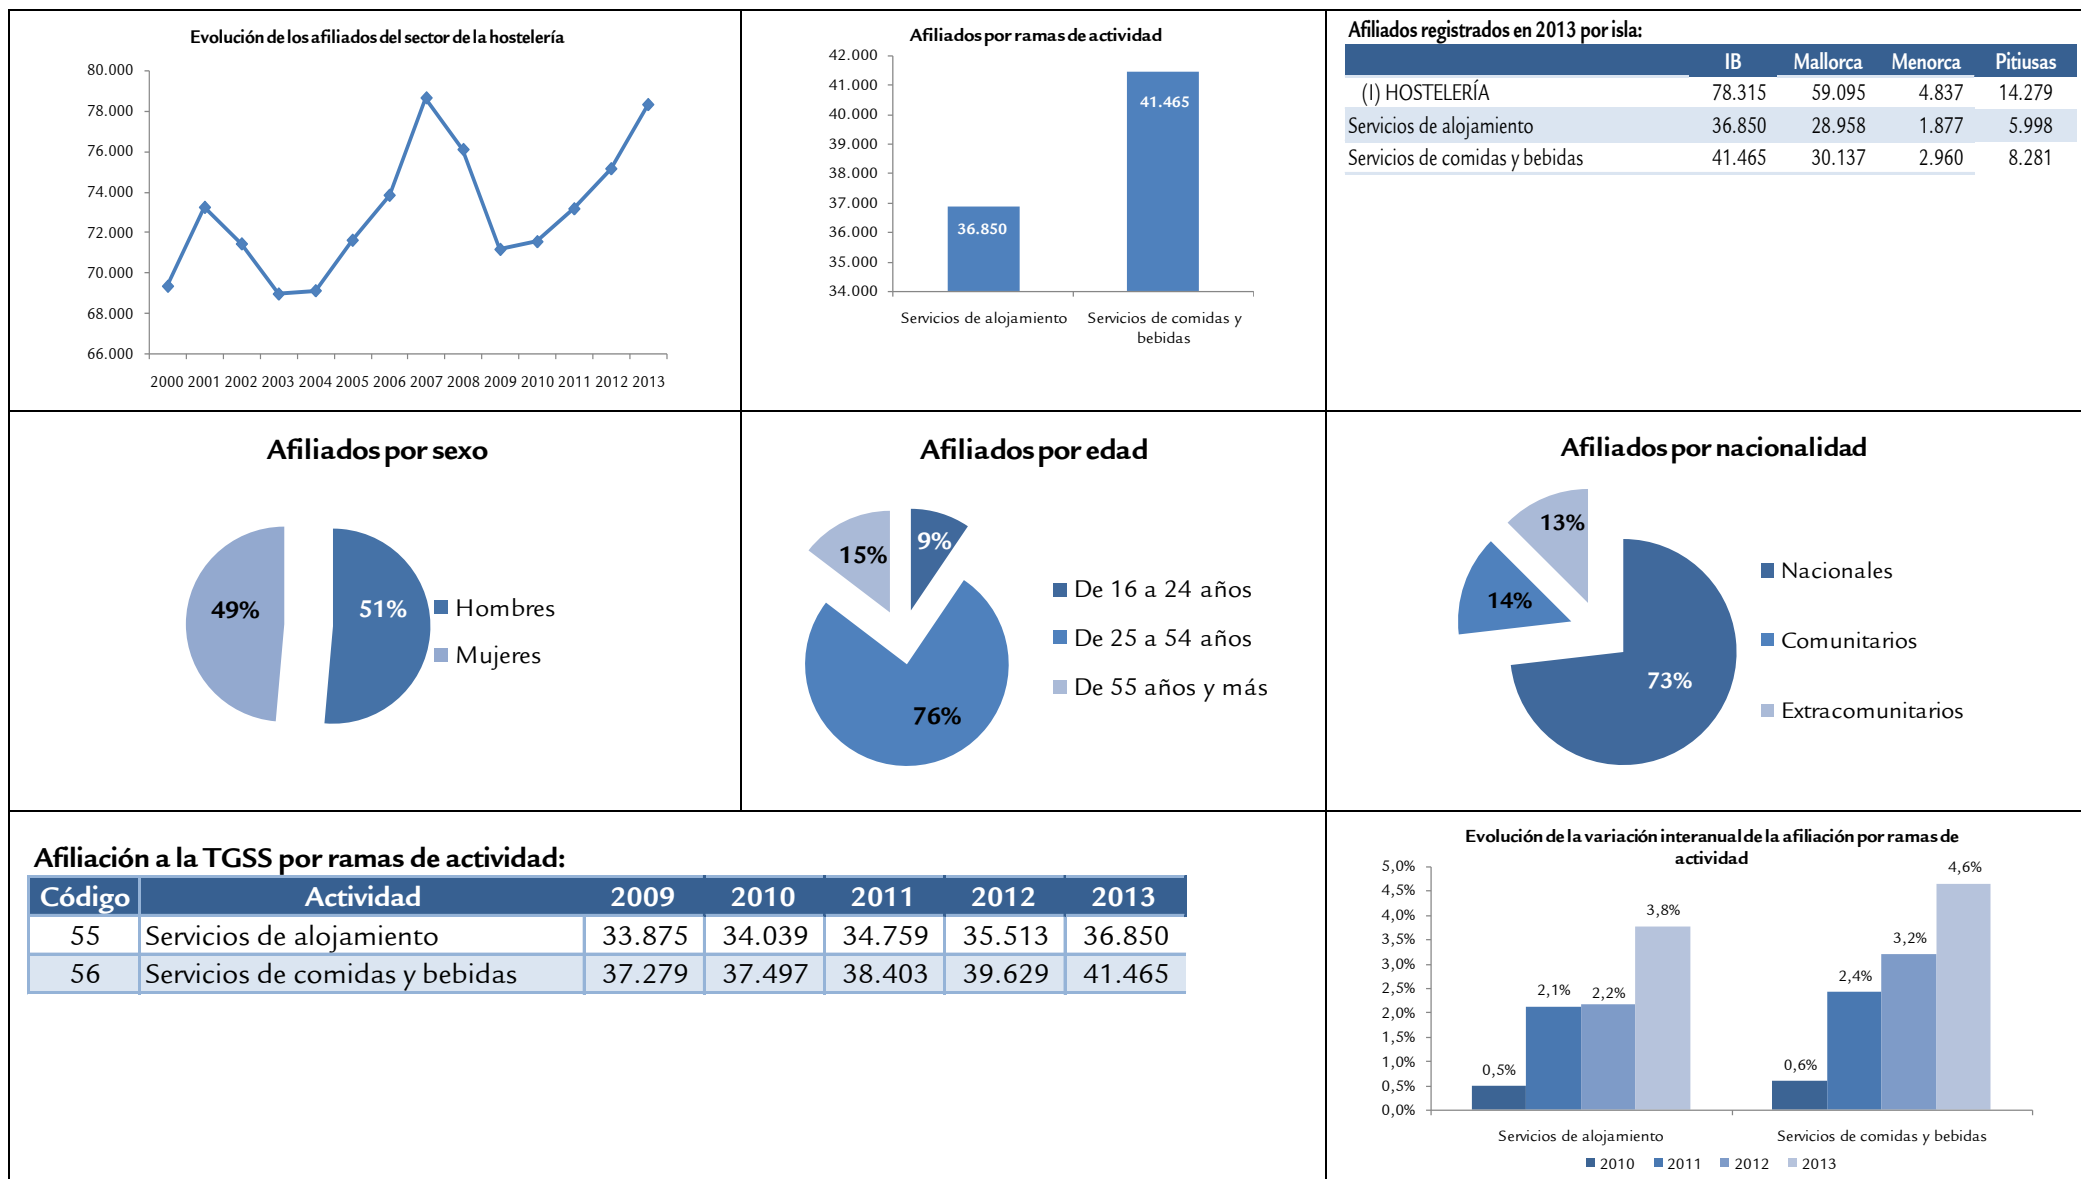 Evolución de los afiliados del sector de la hostelería
80.000
78.000
76.000
74.000
72.000
70.000
68.000
66.000
2000 2001 2002 2003 2004 2005 2006 2007 2008 2009 2010 2011 2012 2013
Afiliados por ramas de actividad
42.000
41.000
40.000
39.000
38.000
37.000
36.000
35.000
34.000
36.850
41.465
Servicios de alojamiento
Servicios de comidas y
bebidas
Afiliados registrados en 2013 por isla:
IB Mallorca Menorca Pitiusas
(I) HOSTELERÍA 78.315 59.095 4.837 14.279
Servicios de alojamiento 36.850 28.958 1.877 5.998
Servicios de comidas y bebidas 41.465 30.137 2.960 8.281
Afiliados por sexo
49%
51%
Hombres
Mujeres
Afiliados por edad
9%
15%
76%
De 16 a 24 años
De 25 a 54 años
De 55 años y más
Afiliados por nacionalidad
13%
14%
73%
Nacionales
Comunitarios
Extracomunitarios
Afiliación a la TGSS por ramas de actividad:
Código Actividad 2009 2010 2011 2012 2013
55 Servicios de alojamiento 33.875 34.039 34.759 35.513 36.850
56 Servicios de comidas y bebidas 37.279 37.497 38.403 39.629 41.465
Evolución de la variación interanual de la afiliación por ramas de
actividad
5,0%
4,5%
4,0%
3,5%
3,0%
2,5%
2,0%
1,5%
1,0%
0,5%
0,0%
0,5%
2,1%
2,2%
3,8%
0,6%
2,4%
3,2%
4,6%
Servicios de alojamiento
Servicios de comidas y bebidas
2010 2011 2012 2013